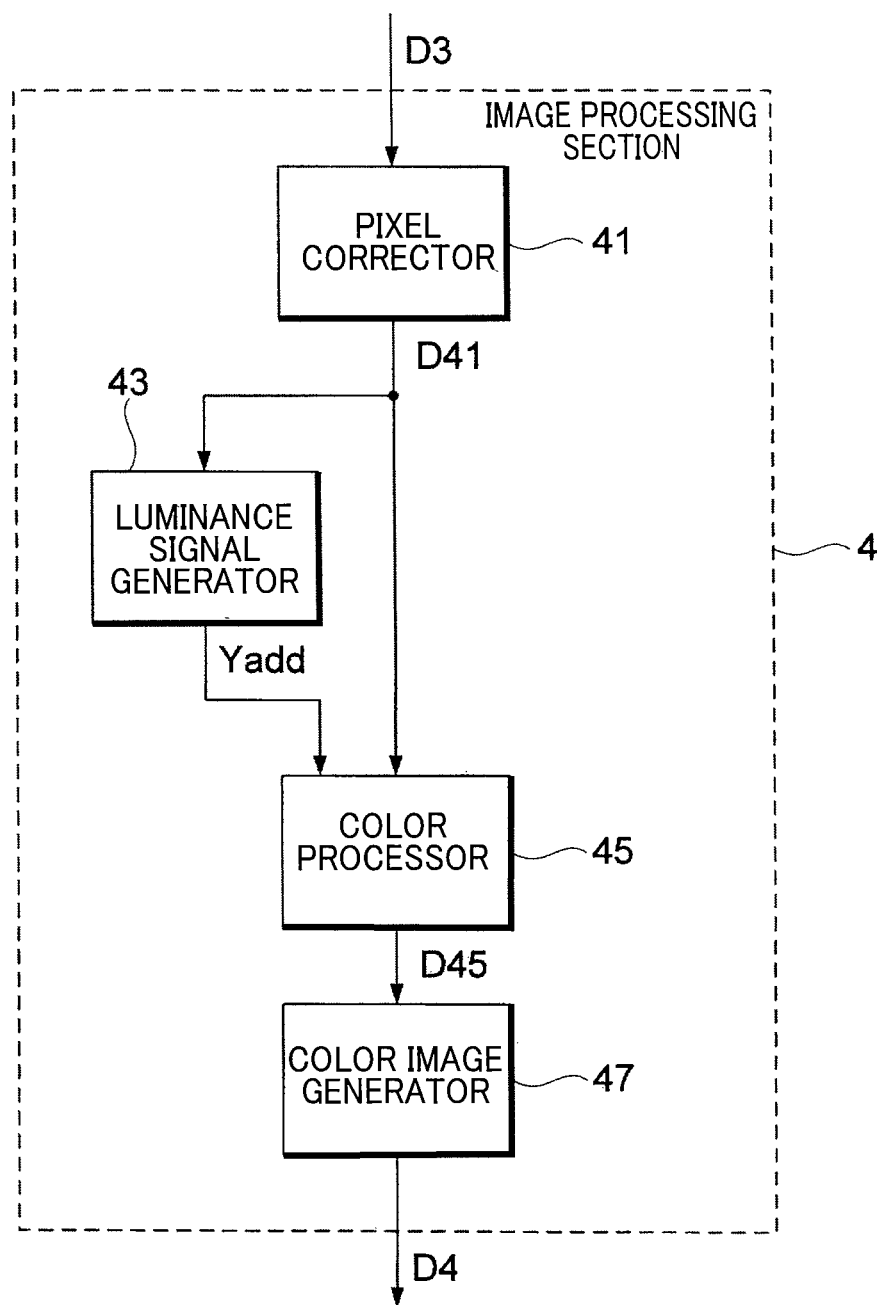 D3
IMAGE PROCESSING
SECTION
PIXEL
CORRECTOR
41
D41
43
LUMINANCE
SIGNAL
GENERATOR
4
Yadd
COLOR
PROCESSOR
45
D45
COLOR IMAGE
GENERATOR
47
D4